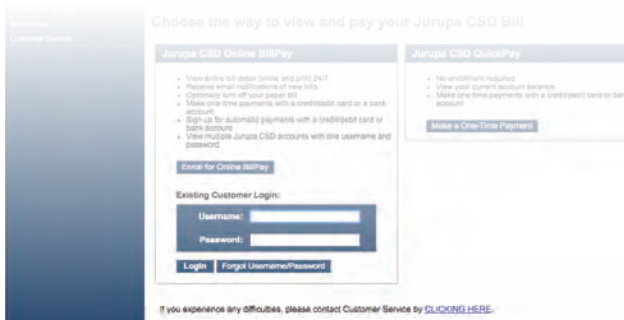 Customer Service
Choose the way to view and pay your Jurupa CSD Bill
Jurupa CSD Online BillPay
View entire bill detail online and print 24/7
Receive email notifications of new bills
Optionally turn off your paper bill
Make one-time payments with a credit/debit card or a bank
account
Sign up for automatic payments with a credit/debit card or
bank account
View multiple Jurupa CSD accounts with one username and
password
Enroll for Online BillPay
Existing Customer Login:
Username:
Password:
Login Forgot Username/Password
Jurupa CSD QuickPay
No enrollment required
View your current account balance
Make one-time payments with a credit/debit card or ban
account
Make a One-Time Payment
If you experience any difficulties, please contact Customer Service by CLICKING HERE.